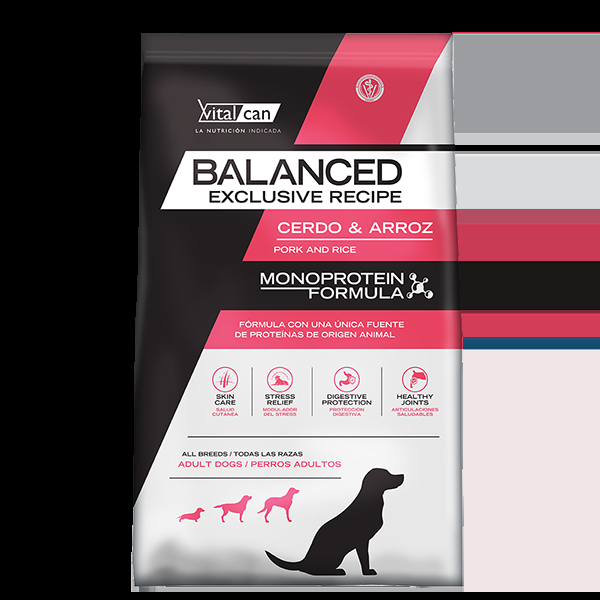 Vital can
LA NUTRICIÓN INDICADA
BALANCED
EXCLUSIVE RECIPE
CERDO & ARROZ
PORK AND RICE
MONOPROTEIN
FORMULA
FÓRMULA CON UNA ÚNICA FUENTE
DE PROTEÍNAS DE ORIGEN ANIMAL
SKIN
CARE
SALUD
CUTÁNEA
STRESS
RELIEF
MODULADOR
DEL STRESS
DIGESTIVE
PROTECTION
PROTECCIÓN
DIGESTIVA
HEALTHY
JOINTS
ARTICULACIONES
SALUDABLES
ALL BREEDS / TODAS LAS RAZAS
ADULT DOGS / PERROS ADULTOS